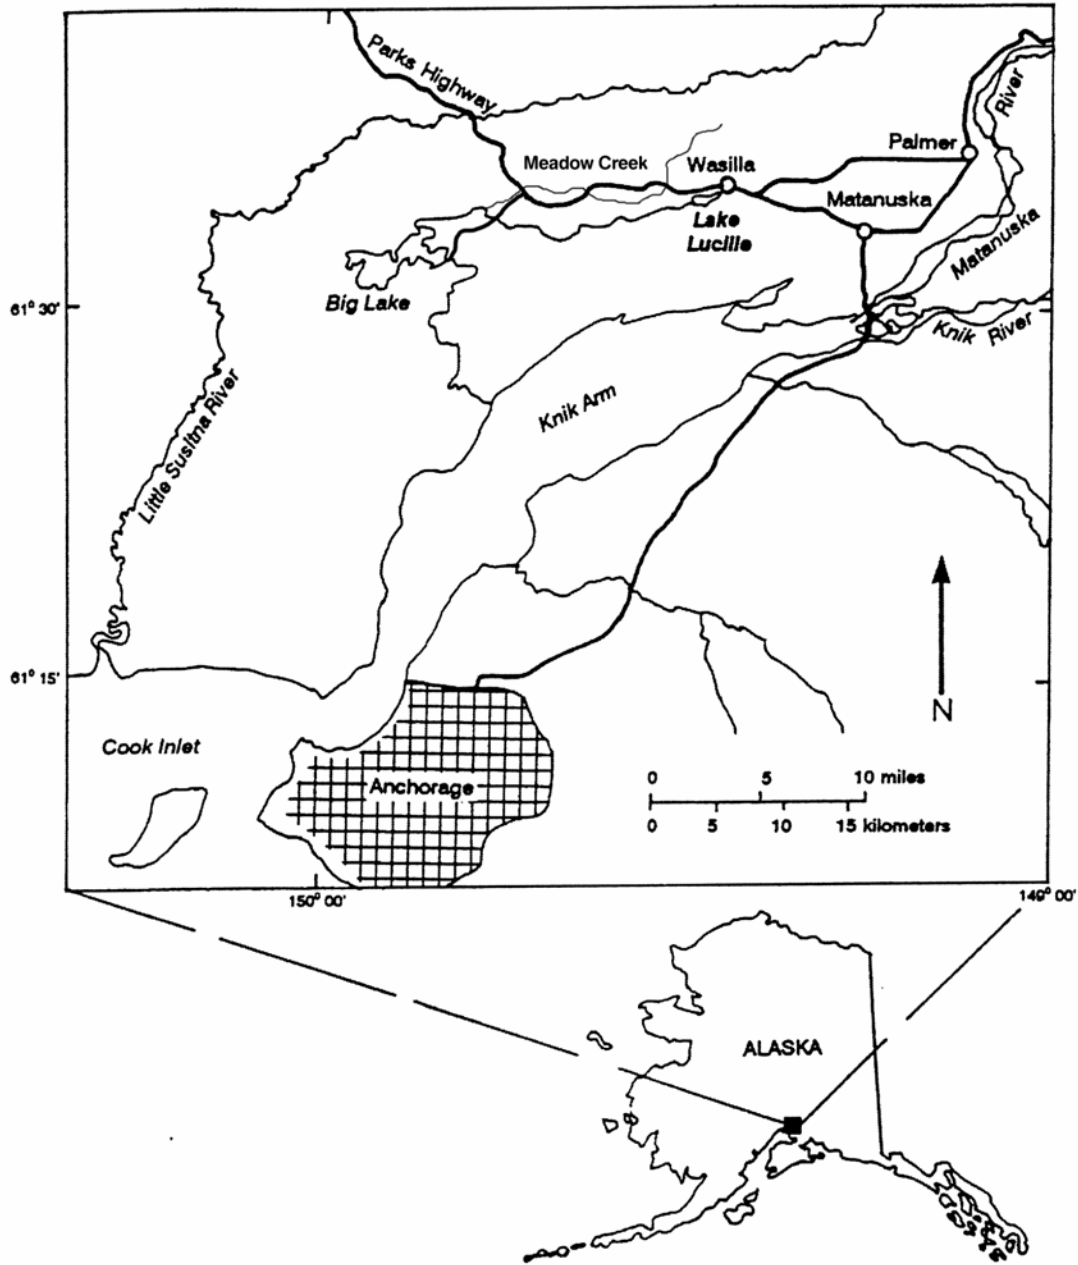 Parks Highway
River
Palmer
Meadow Creek
Wasilla
Matanuska
Lake
Lucille
Matanuska
Big Lake
61° 30'
Knik River
Knik Arm
Little Susitna River
61° 15'
N
Cook Inlet
Anchorage
0 5 10 miles
0 5 10 15 kilometers
150° 00'
149° 00'
ALASKA